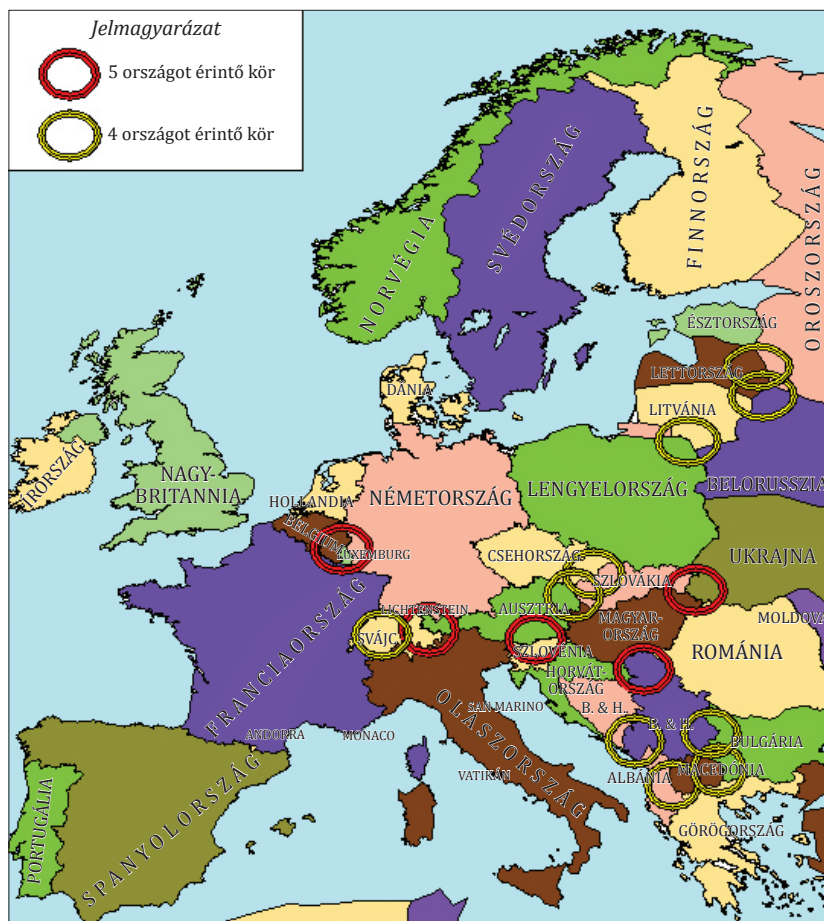 Jelmagyarázat
5 országot érintő kör
4 országot érintő kör
NORVÉGIA
SVÉDORSZÁG
FINNORSZÁG
OROSZORSZÁG
ÉSZTORSZÁG
LETTORSZÁG
DÁNIA
LITVÁNIA
ÍRORSZÁG
NAGY-
BRITANNIA
HOLLANDIA
NÉMETORSZÁG
LENGYELORSZÁG
BELORUSSZIA
BELGIUM
LUXEMBURG
CSEHORSZÁG
SZLOVÁKIA
UKRAJNA
FRANCIAORSZÁG
LICHTENSTEIN
AUSZTRIA
MAGYAR-
ORSZÁG
MOLDOVA
SVÁJC
SZLOVÉNIA
ROMÁNIA
HORVÁT-
ORSZÁG
OLASZORSZÁG
SAN MARINO
B. & H..
B. & H.
ANDORRA
MONACO
BULGÁRIA
VATIKÁN
ALBÁNIA
MACEDÓNIA
PORTUGÁLIA
SPANYOLORSZÁG
GÖRÖGORSZÁG